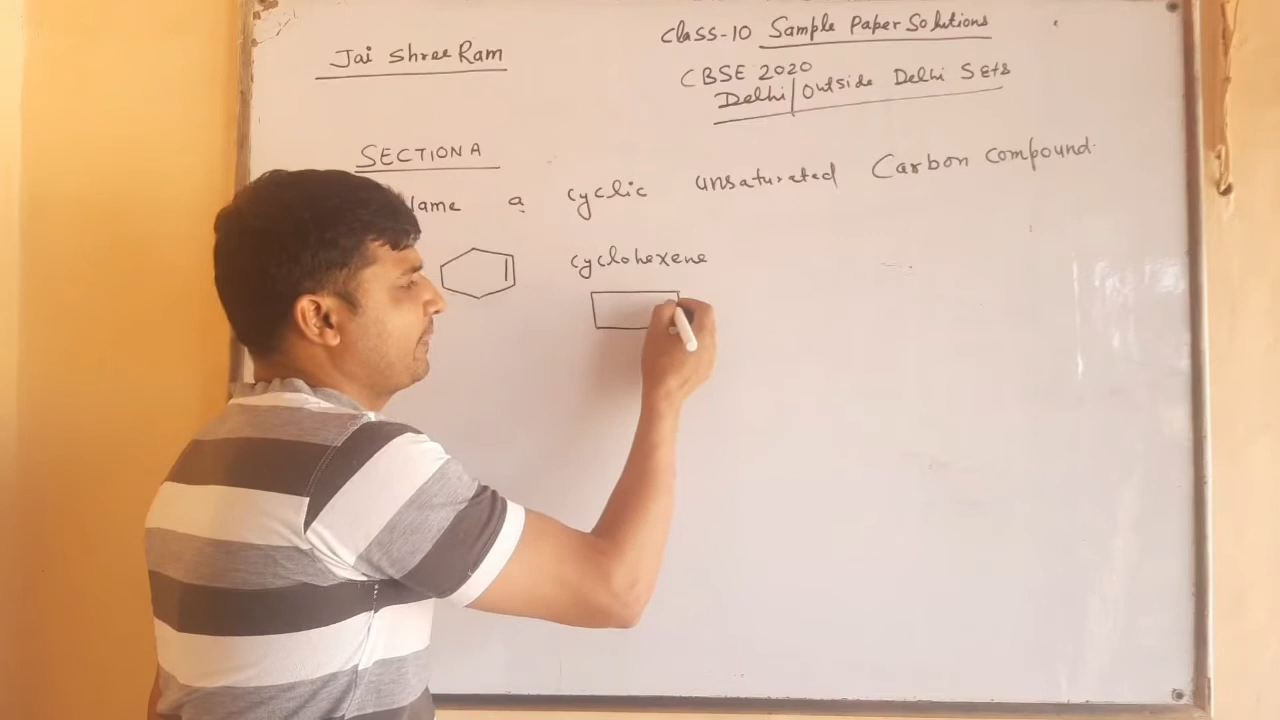 Jai Shree Ram
Class-10 Sample Paper Solutions
CBSE 2020
Delhi/Outside Delhi Sets
SECTION A
a cyclic unsaturated Carbon compound.
cyclohexene